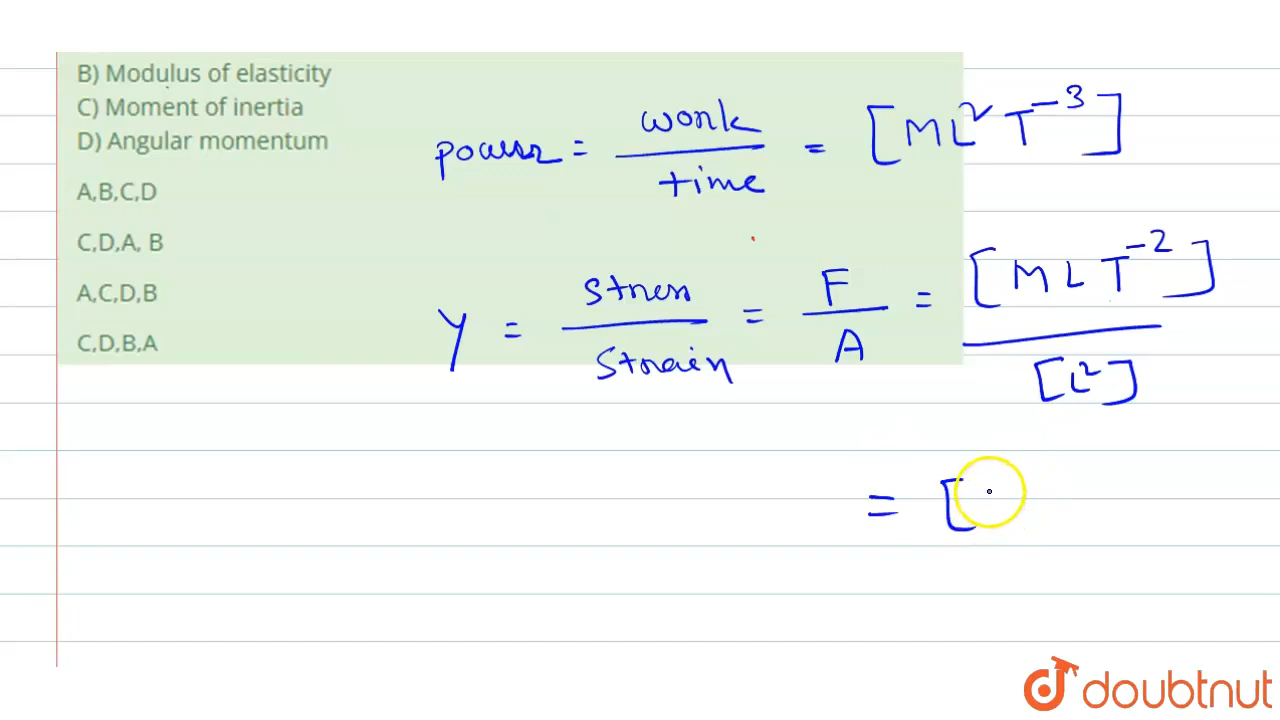 B) Modulus of elasticity
C) Moment of inertia
D) Angular momentum
A,B,C,D
C,D,A, B
A,C,D,B
C,D,B,A
power = work / time = [ML² T⁻³]
Y = stress / strain = F / A = [MLT⁻²] / [L²]
= [
doubtnut